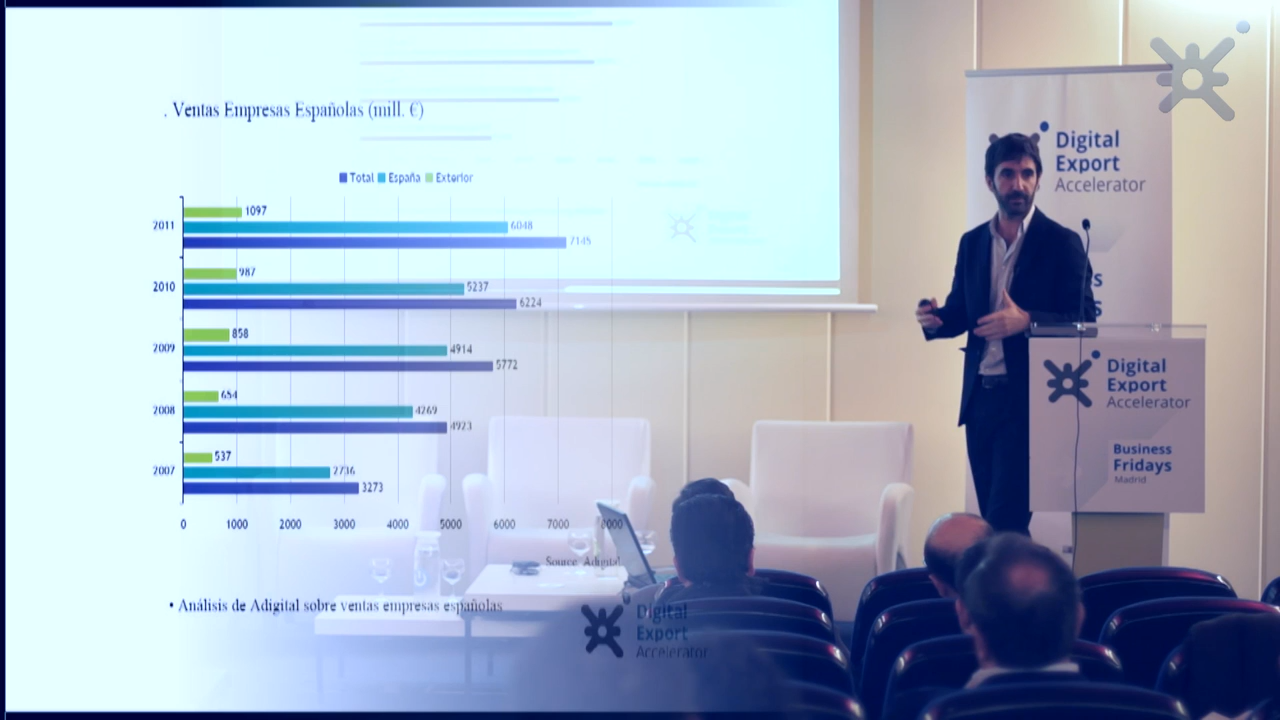 . Ventas Empresas Españolas (mill. €)
Total España Exterior
2011
1097
6048
7145
2010
987
5237
6224
2009
858
4914
5772
2008
654
4269
4923
2007
537
2736
3273
0 1000 2000 3000 4000 5000 6000 7000 8000
Source Adigital
• Análisis de Adigital sobre ventas empresas españolas
Digital
Export
Accelerator
Digital
Export
Accelerator
Business
Fridays
Madrid
Digital
Export
Accelerator